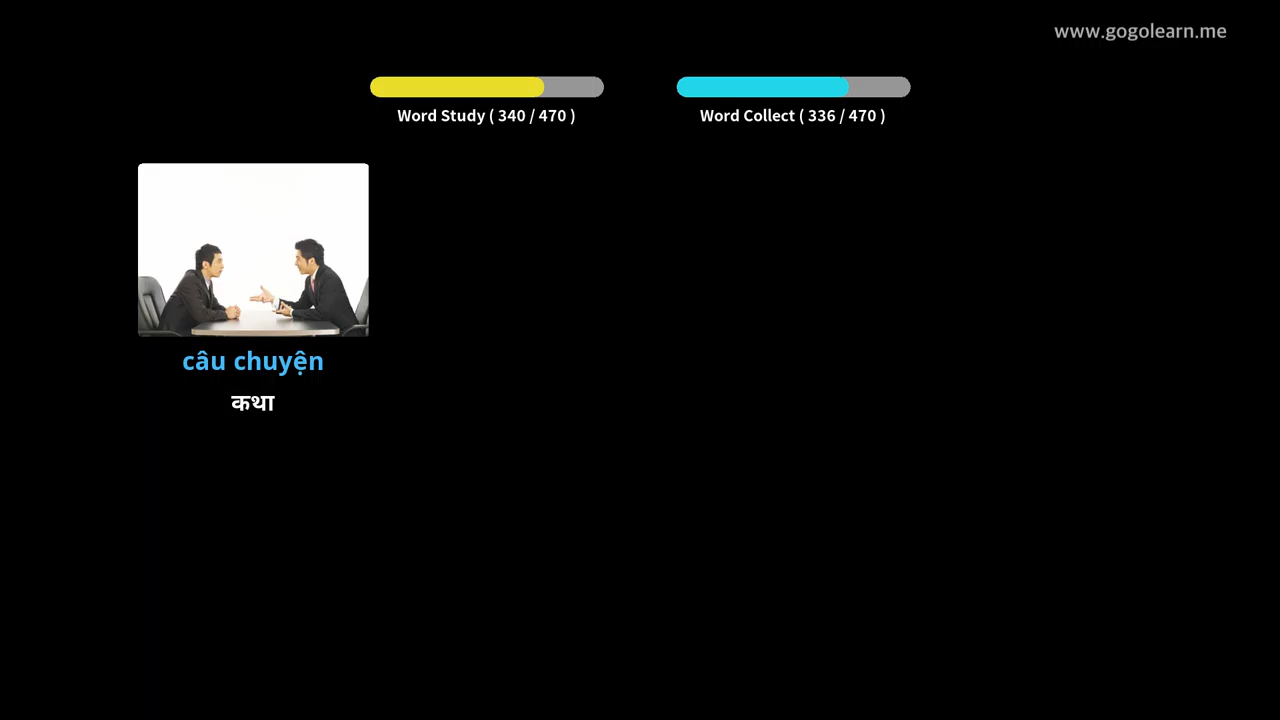 www.gogolearn.me
Word Study ( 340 / 470 )
Word Collect ( 336 / 470 )
câu chuyện
कथा